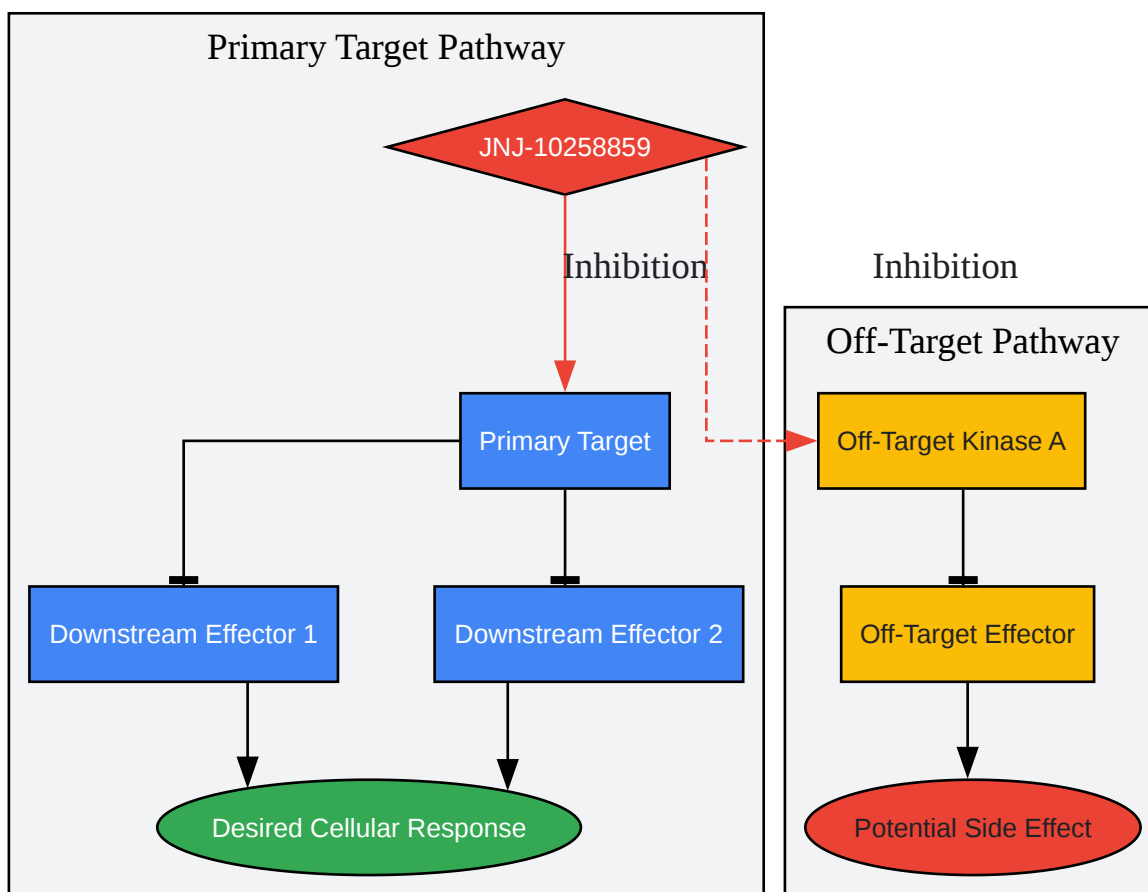 Primary Target Pathway
JNJ-10258859
Inhibition
Inhibition
Off-Target Pathway
Primary Target
Off-Target Kinase A
Downstream Effector 1
Downstream Effector 2
Off-Target Effector
Desired Cellular Response
Potential Side Effect